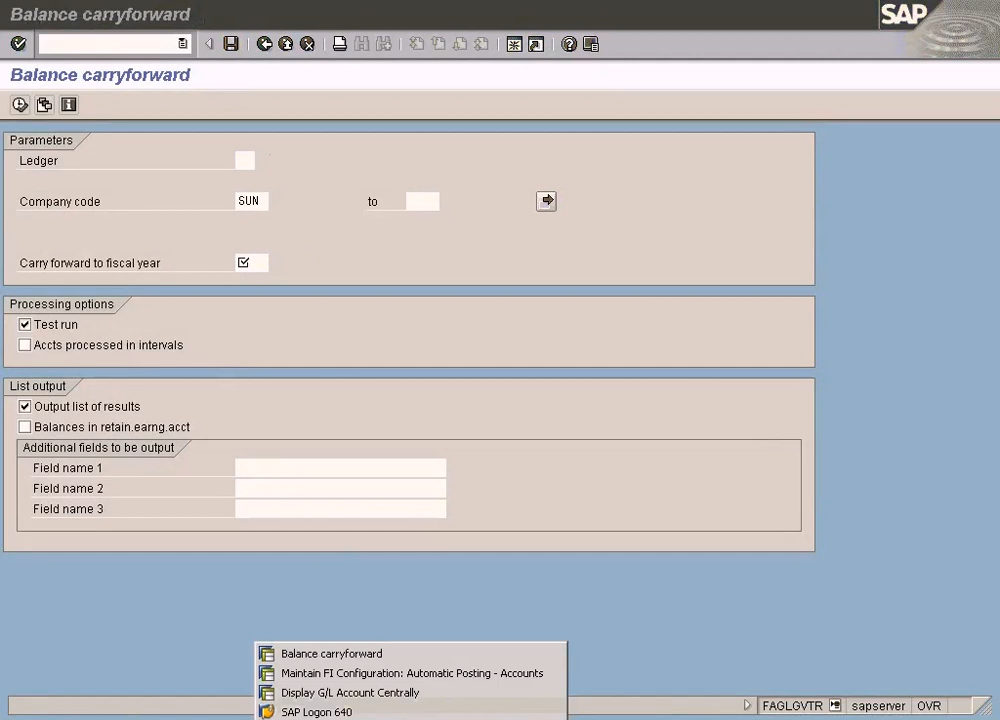 Balance carryforward
SAP
Balance carryforward
Parameters
Ledger
Company code SUN to
Carry forward to fiscal year
Processing options
Test run
Accts processed in intervals
List output
Output list of results
Balances in retain.earng.acct
Additional fields to be output
Field name 1
Field name 2
Field name 3
Balance carryforward
Maintain FI Configuration: Automatic Posting - Accounts
Display G/L Account Centrally
SAP Logon 640
FAGLGVTR sapserver OVR